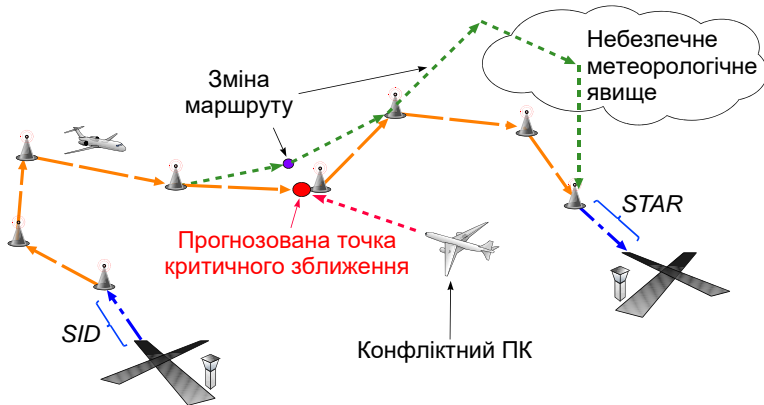 Небезпечне
метеорологічне
явище
Зміна
маршруту
STAR
Прогнозована точка
критичного зближення
SID
Конфліктний ПК